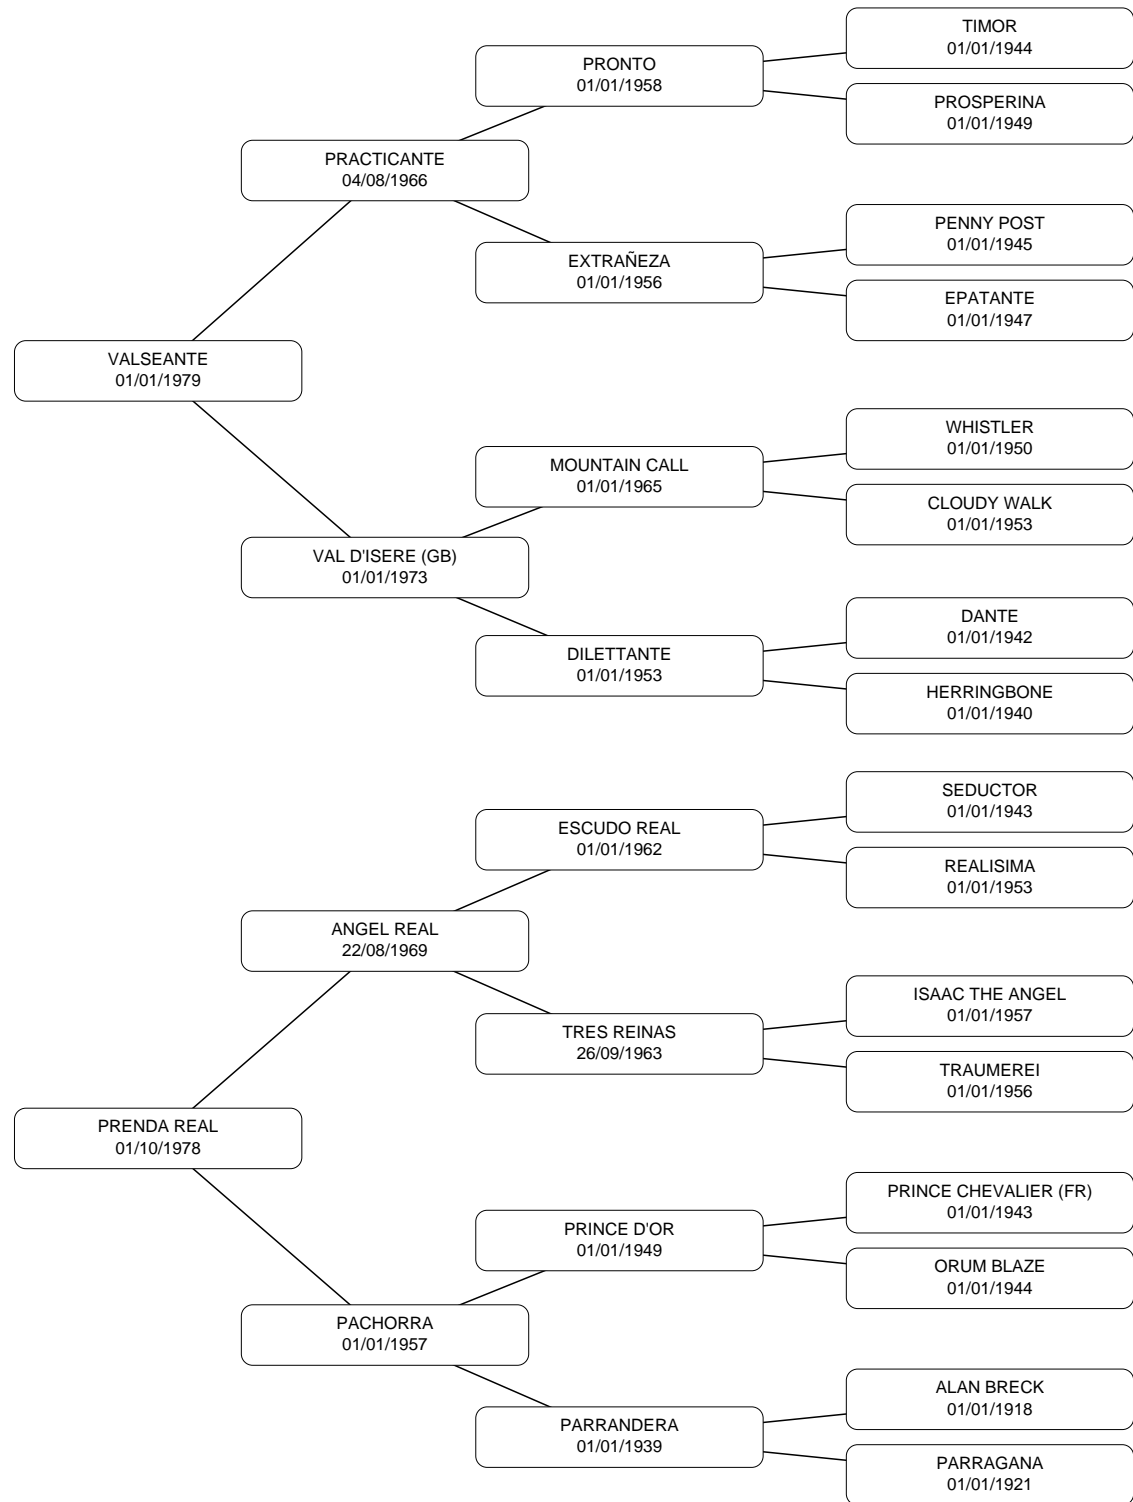 TIMOR
01/01/1944
PRONTO
01/01/1958
PROSPERINA
01/01/1949
PRACTICANTE
04/08/1966
PENNY POST
01/01/1945
EXTRAÑEZA
01/01/1956
EPATANTE
01/01/1947
VALSEANTE
01/01/1979
WHISTLER
01/01/1950
MOUNTAIN CALL
01/01/1965
CLOUDY WALK
01/01/1953
VAL D'ISERE (GB)
01/01/1973
DANTE
01/01/1942
DILETTANTE
01/01/1953
HERRINGBONE
01/01/1940
SEDUCTOR
01/01/1943
ESCUDO REAL
01/01/1962
REALISIMA
01/01/1953
ANGEL REAL
22/08/1969
ISAAC THE ANGEL
01/01/1957
TRES REINAS
26/09/1963
TRAUMEREI
01/01/1956
PRENDA REAL
01/10/1978
PRINCE CHEVALIER (FR)
01/01/1943
PRINCE D'OR
01/01/1949
ORUM BLAZE
01/01/1944
PACHORRA
01/01/1957
ALAN BRECK
01/01/1918
PARRANDERA
01/01/1939
PARRAGANA
01/01/1921